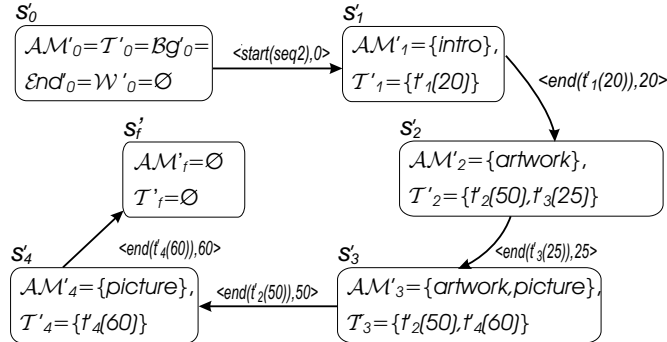 s'₀
𝒜ℳ'₀=𝒯'₀=ℬg'₀=
ℰnd'₀=𝒲'₀=∅
<start(seq2),0>
s'₁
𝒜ℳ'₁={intro},
𝒯'₁={t'₁(20)}
<end(t'₁(20)),20>
s'₂
𝒜ℳ'₂={artwork},
𝒯'₂={t'₂(50),t'₃(25)}
<end(t'₃(25)),25>
s'₃
𝒜ℳ'₃={artwork,picture},
𝒯'₃={t'₂(50),t'₄(60)}
<end(t'₂(50)),50>
s'₄
𝒜ℳ'₄={picture},
𝒯'₄={t'₄(60)}
<end(t'₄(60)),60>
s'f
𝒜ℳ'f=∅
𝒯'f=∅